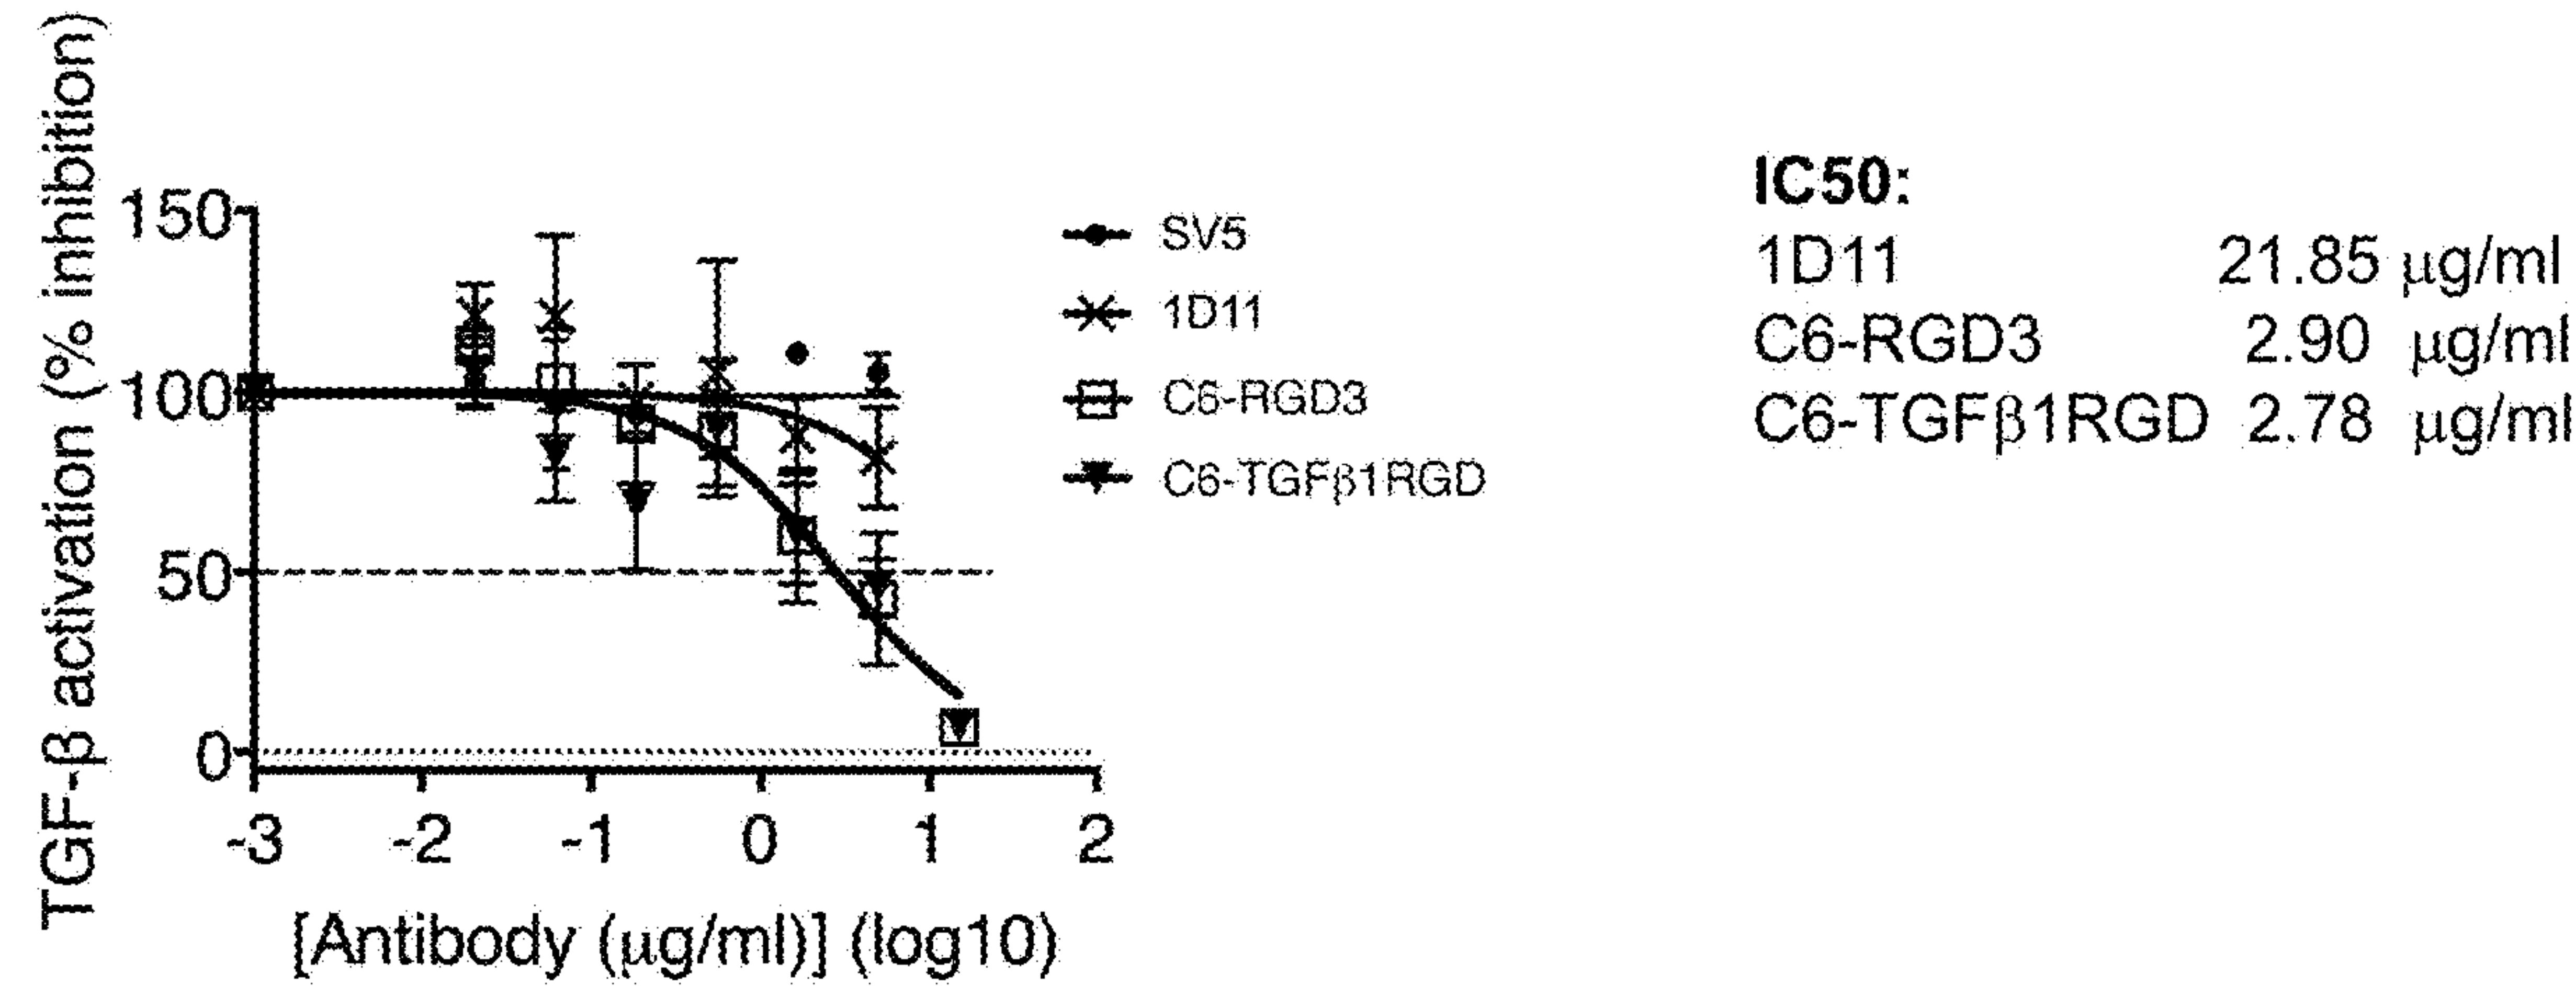 TGF-β activation (% inhibition)
150
100
50
0
-3 -2 -1 0 1 2
[Antibody (μg/ml)] (log10)
SV5
1D11
C6-RGD3
C6-TGFβ1RGD
IC50:
1D11 21.85 μg/ml
C6-RGD3 2.90 μg/ml
C6-TGFβ1RGD 2.78 μg/ml